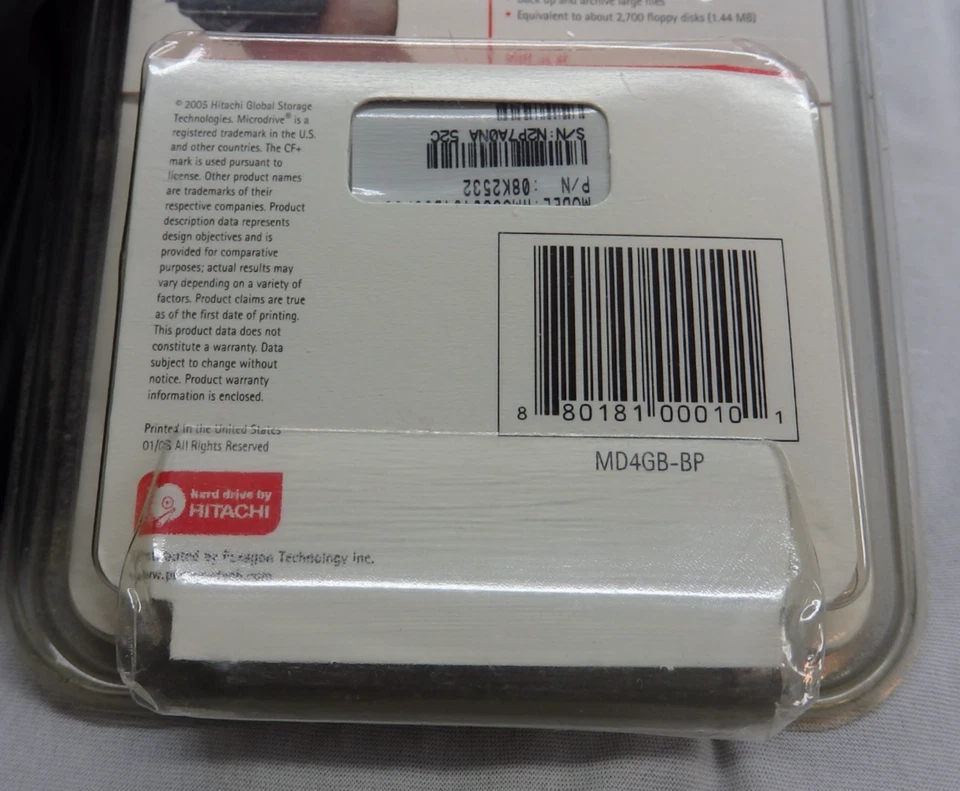 Back up and archive large files
• Equivalent to about 2,700 floppy disks (1.44 MB)
© 2005 Hitachi Global Storage
Technologies. Microdrive® is a
registered trademark in the U.S.
and other countries. The CF+
mark is used pursuant to
license. Other product names
are trademarks of their
respective companies. Product
description data represents
design objectives and is
provided for comparative
purposes; actual results may
vary depending on a variety of
factors. Product claims are true
as of the first date of printing.
This product data does not
constitute a warranty. Data
subject to change without
notice. Product warranty
information is enclosed.
Printed in the United States
All Rights Reserved
hard drive by
HITACHI
Distributed by Paragon Technology Inc.
MODEL:
P/N : 08K2532
S/N: N2P7A0NA 52C
8 80181 00010 1
MD4GB-BP